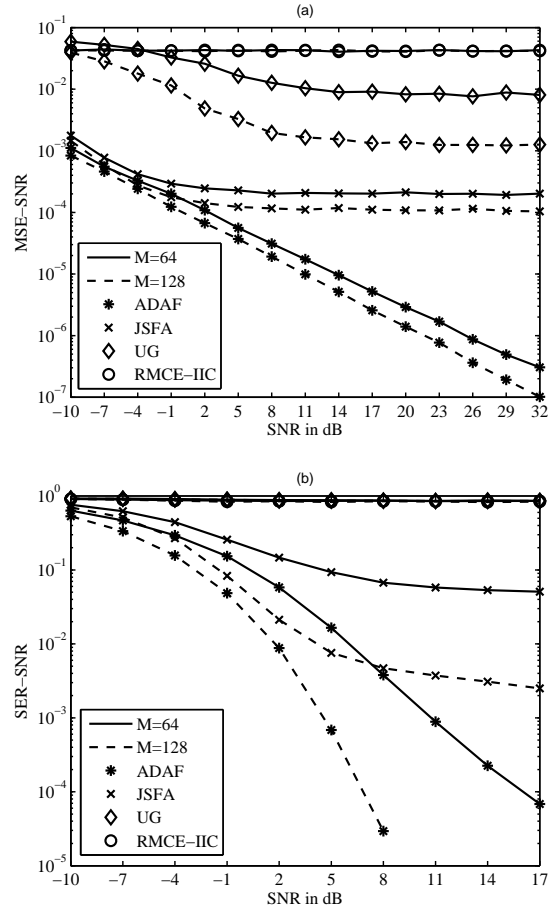 (a)
10^-1
10^-2
10^-3
10^-4
10^-5
10^-6
10^-7
MSE−SNR
M=64
M=128
ADAF
JSFA
UG
RMCE−IIC
−10 −7 −4 −1 2 5 8 11 14 17 20 23 26 29 32
SNR in dB
(b)
10^0
10^-1
10^-2
10^-3
10^-4
10^-5
SER−SNR
M=64
M=128
ADAF
JSFA
UG
RMCE−IIC
−10 −7 −4 −1 2 5 8 11 14 17
SNR in dB